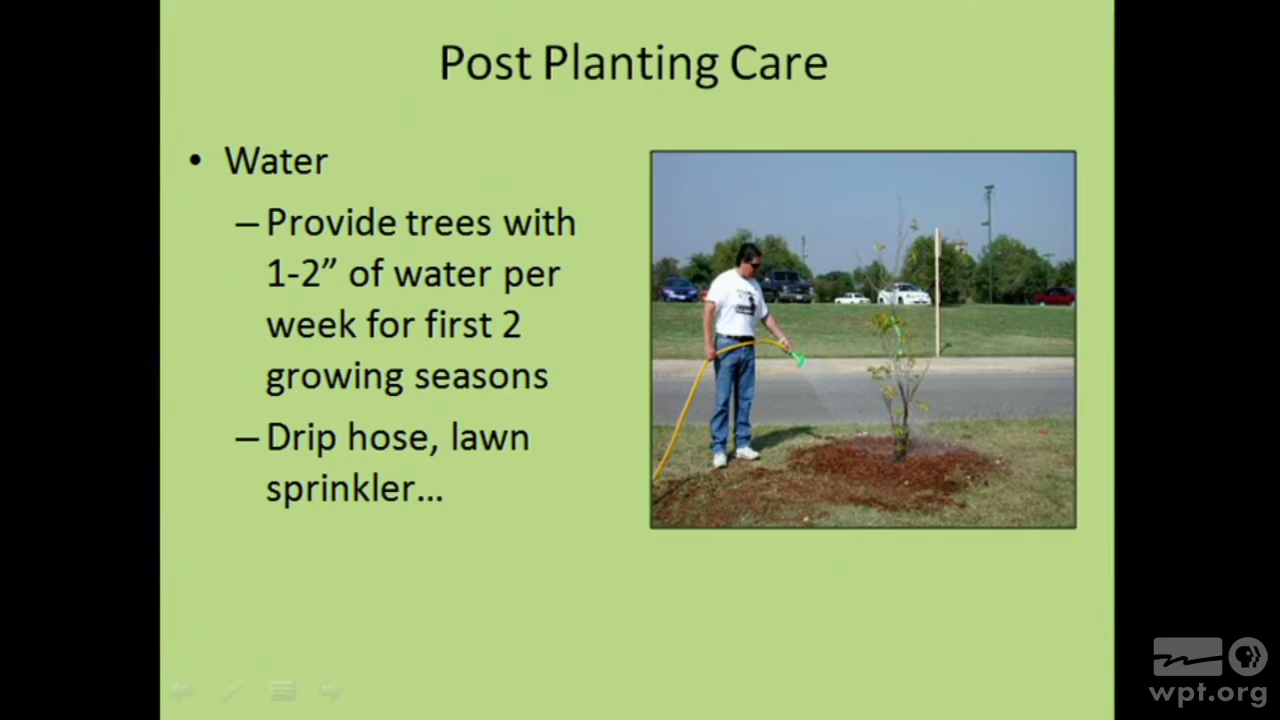 Post Planting Care
• Water
–Provide trees with
1-2” of water per
week for first 2
growing seasons
–Drip hose, lawn
sprinkler…
wpt.org